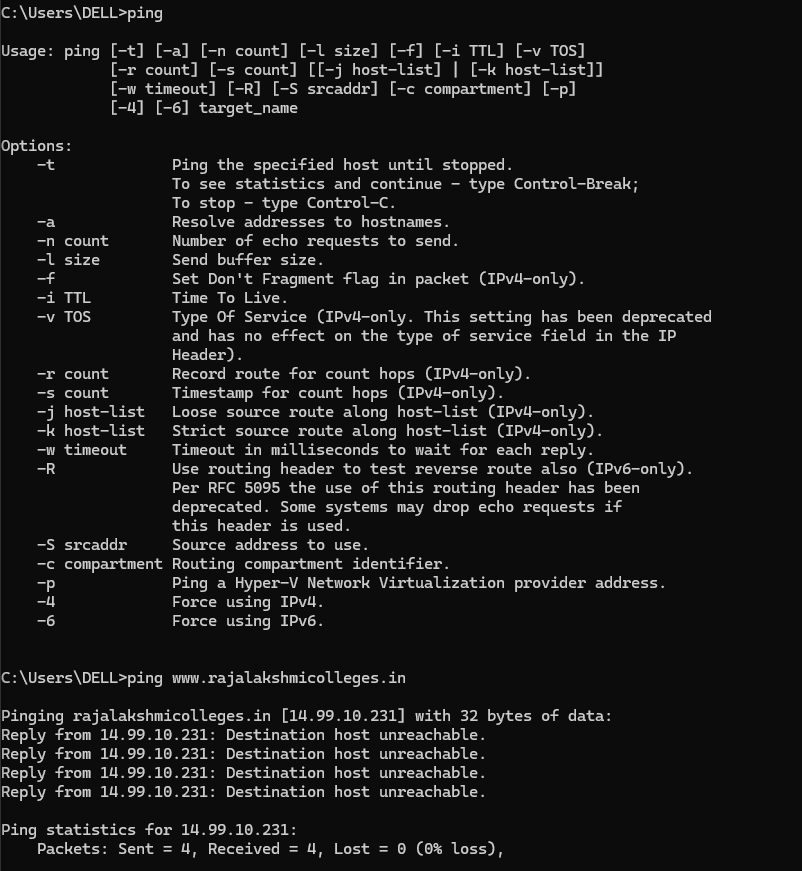 C:\Users\DELL>ping
Usage: ping [-t] [-a] [-n count] [-l size] [-f] [-i TTL] [-v TOS]
            [-r count] [-s count] [[-j host-list] | [-k host-list]]
            [-w timeout] [-R] [-S srcaddr] [-c compartment] [-p]
            [-4] [-6] target_name
Options:
    -t             Ping the specified host until stopped.
                   To see statistics and continue - type Control-Break;
                   To stop - type Control-C.
    -a             Resolve addresses to hostnames.
    -n count       Number of echo requests to send.
    -l size        Send buffer size.
    -f             Set Don't Fragment flag in packet (IPv4-only).
    -i TTL         Time To Live.
    -v TOS         Type Of Service (IPv4-only. This setting has been deprecated
                   and has no effect on the type of service field in the IP
                   Header).
    -r count       Record route for count hops (IPv4-only).
    -s count       Timestamp for count hops (IPv4-only).
    -j host-list   Loose source route along host-list (IPv4-only).
    -k host-list   Strict source route along host-list (IPv4-only).
    -w timeout     Timeout in milliseconds to wait for each reply.
    -R             Use routing header to test reverse route also (IPv6-only).
                   Per RFC 5095 the use of this routing header has been
                   deprecated. Some systems may drop echo requests if
                   this header is used.
    -S srcaddr     Source address to use.
    -c compartment Routing compartment identifier.
    -p             Ping a Hyper-V Network Virtualization provider address.
    -4             Force using IPv4.
    -6             Force using IPv6.
C:\Users\DELL>ping www.rajalakshmicolleges.in
Pinging rajalakshmicolleges.in [14.99.10.231] with 32 bytes of data:
Reply from 14.99.10.231: Destination host unreachable.
Reply from 14.99.10.231: Destination host unreachable.
Reply from 14.99.10.231: Destination host unreachable.
Reply from 14.99.10.231: Destination host unreachable.
Ping statistics for 14.99.10.231:
    Packets: Sent = 4, Received = 4, Lost = 0 (0% loss),